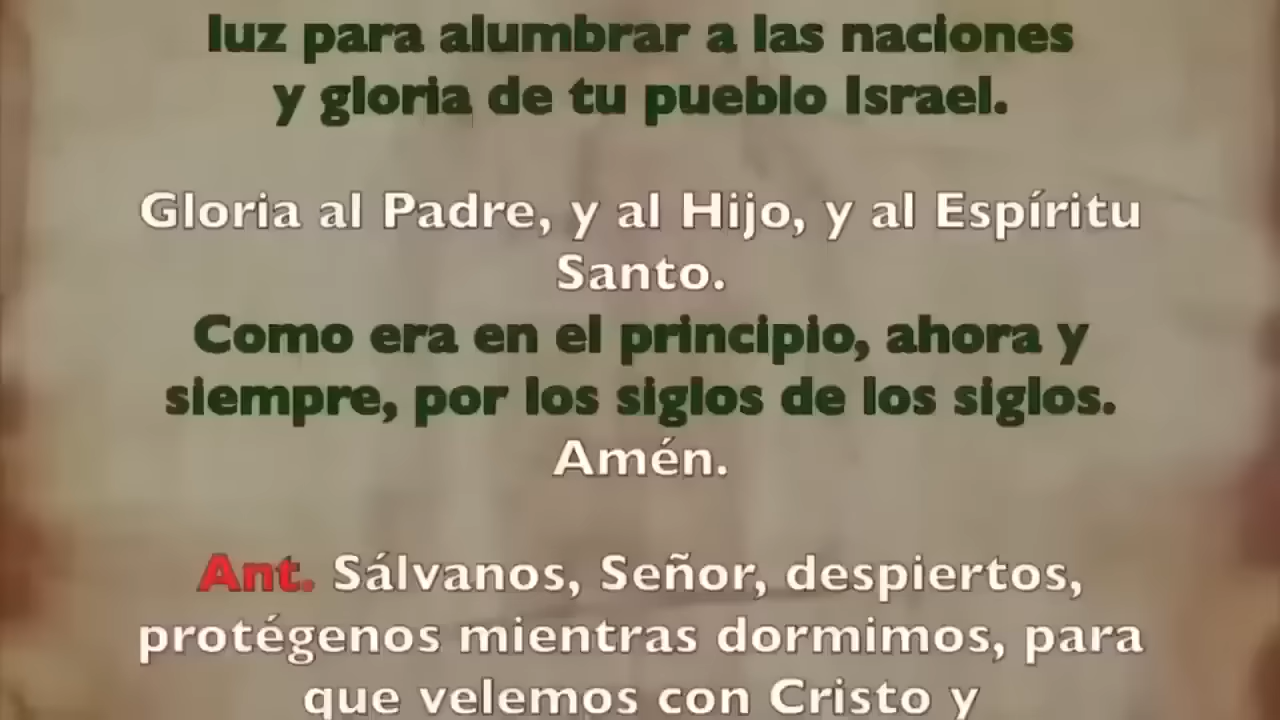 luz para alumbrar a las naciones
y gloria de tu pueblo Israel.
Gloria al Padre, y al Hijo, y al Espíritu
Santo.
Como era en el principio, ahora y
siempre, por los siglos de los siglos.
Amén.
Ant. Sálvanos, Señor, despiertos,
protégenos mientras dormimos, para
que velemos con Cristo y